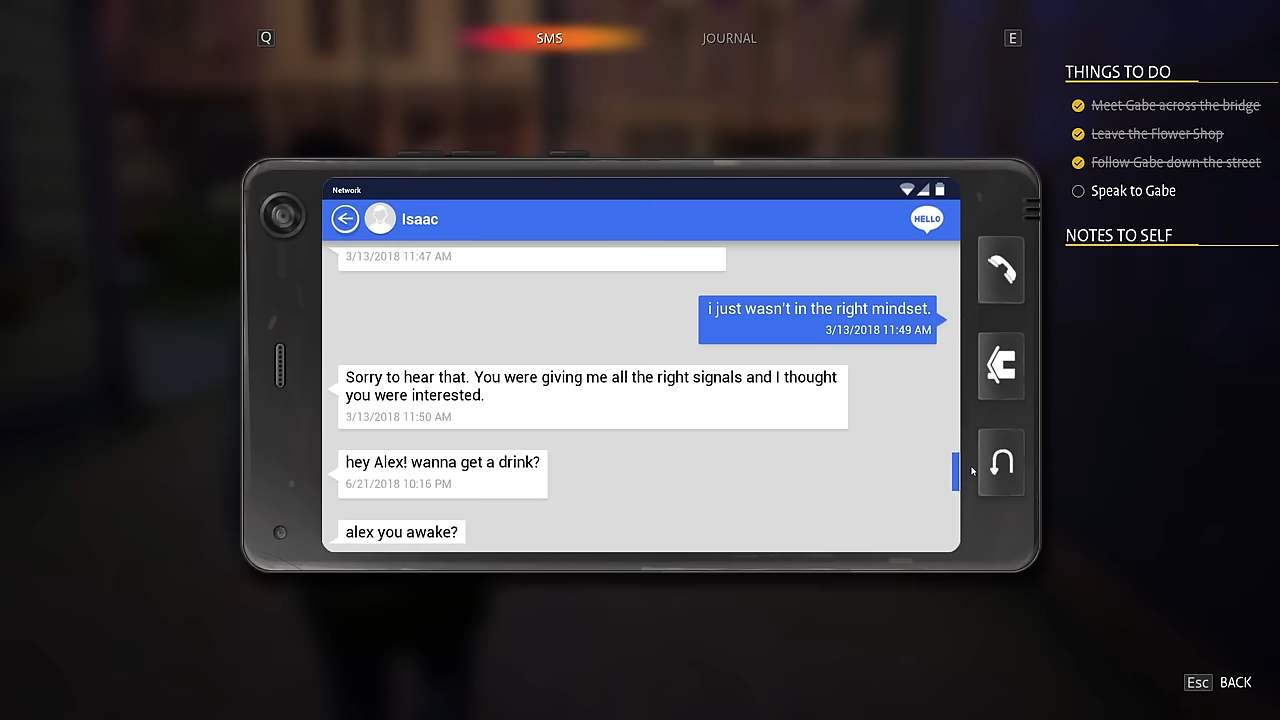 Q
SMS
JOURNAL
E
THINGS TO DO
Meet Gabe across the bridge
Leave the Flower Shop
Follow Gabe down the street
Speak to Gabe
NOTES TO SELF
Network
Isaac
HELLO
3/13/2018 11:47 AM
i just wasn't in the right mindset.
3/13/2018 11:49 AM
Sorry to hear that. You were giving me all the right signals and I thought
you were interested.
3/13/2018 11:50 AM
hey Alex! wanna get a drink?
6/21/2018 10:16 PM
alex you awake?
Esc BACK